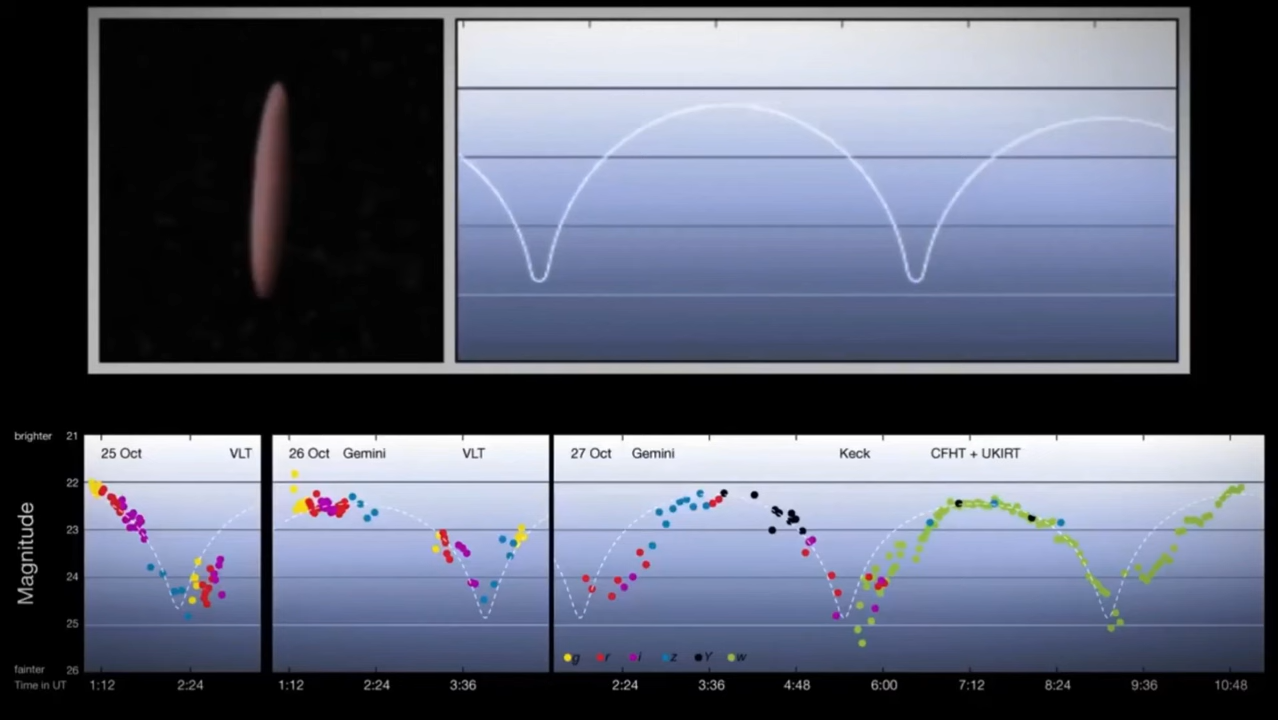 brighter 21
25 Oct VLT
26 Oct Gemini VLT
27 Oct Gemini Keck CFHT + UKIRT
22
23
Magnitude
24
25
g r i z Y w
fainter 26
Time in UT 1:12 2:24 1:12 2:24 3:36 2:24 3:36 4:48 6:00 7:12 8:24 9:36 10:48